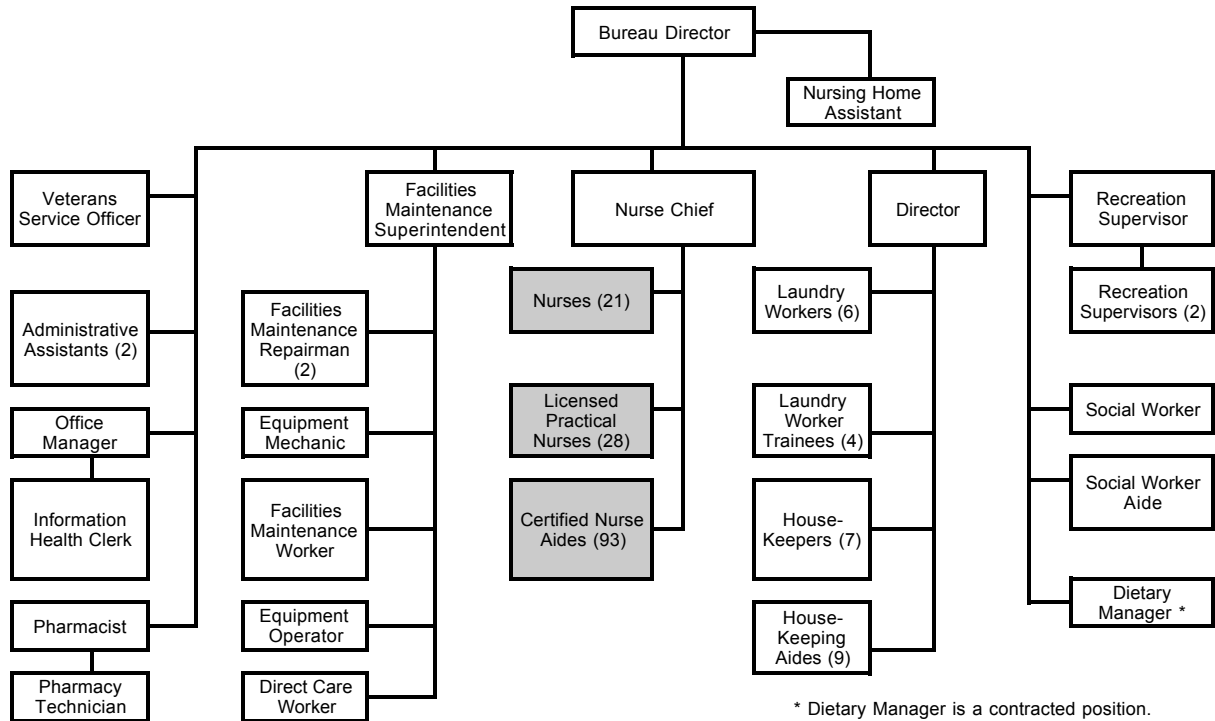 Bureau Director
Nursing Home
Assistant
Veterans
Service Officer
Facilities
Maintenance
Superintendent
Nurse Chief
Director
Recreation
Supervisor
Administrative
Assistants (2)
Facilities
Maintenance
Repairman
(2)
Nurses (21)
Laundry
Workers (6)
Recreation
Supervisors (2)
Office
Manager
Equipment
Mechanic
Licensed
Practical
Nurses (28)
Laundry
Worker
Trainees (4)
Social Worker
Information
Health Clerk
Facilities
Maintenance
Worker
Certified Nurse
Aides (93)
House-
Keepers (7)
Social Worker
Aide
Pharmacist
Equipment
Operator
House-
Keeping
Aides (9)
Dietary
Manager *
Pharmacy
Technician
Direct Care
Worker
* Dietary Manager is a contracted position.